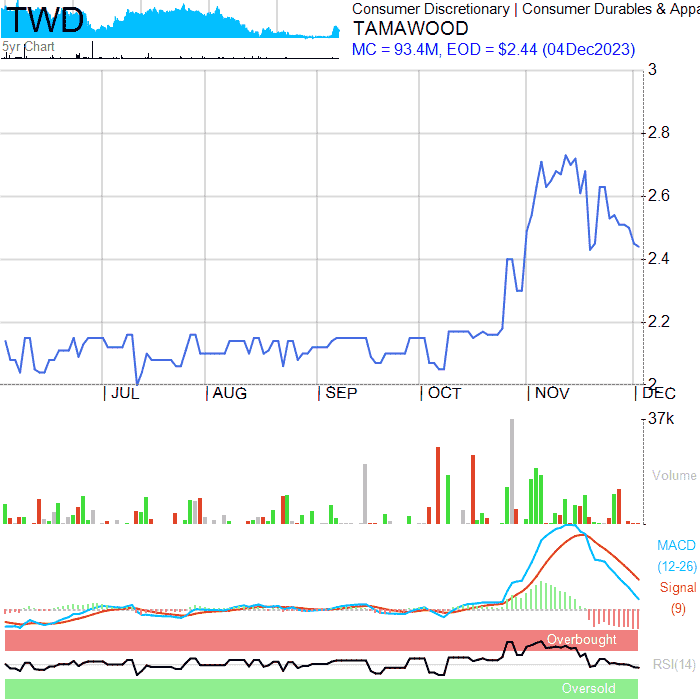 TWD
5yr Chart
Consumer Discretionary | Consumer Durables & Appa
TAMAWOOD
MC = 93.4M, EOD = $2.44 (04Dec2023)
3
2.8
2.6
2.4
2.2
2
| JUL | AUG | SEP | OCT | NOV | DEC
37k
Volume
MACD
(12-26)
Signal
(9)
Overbought
RSI(14)
Oversold